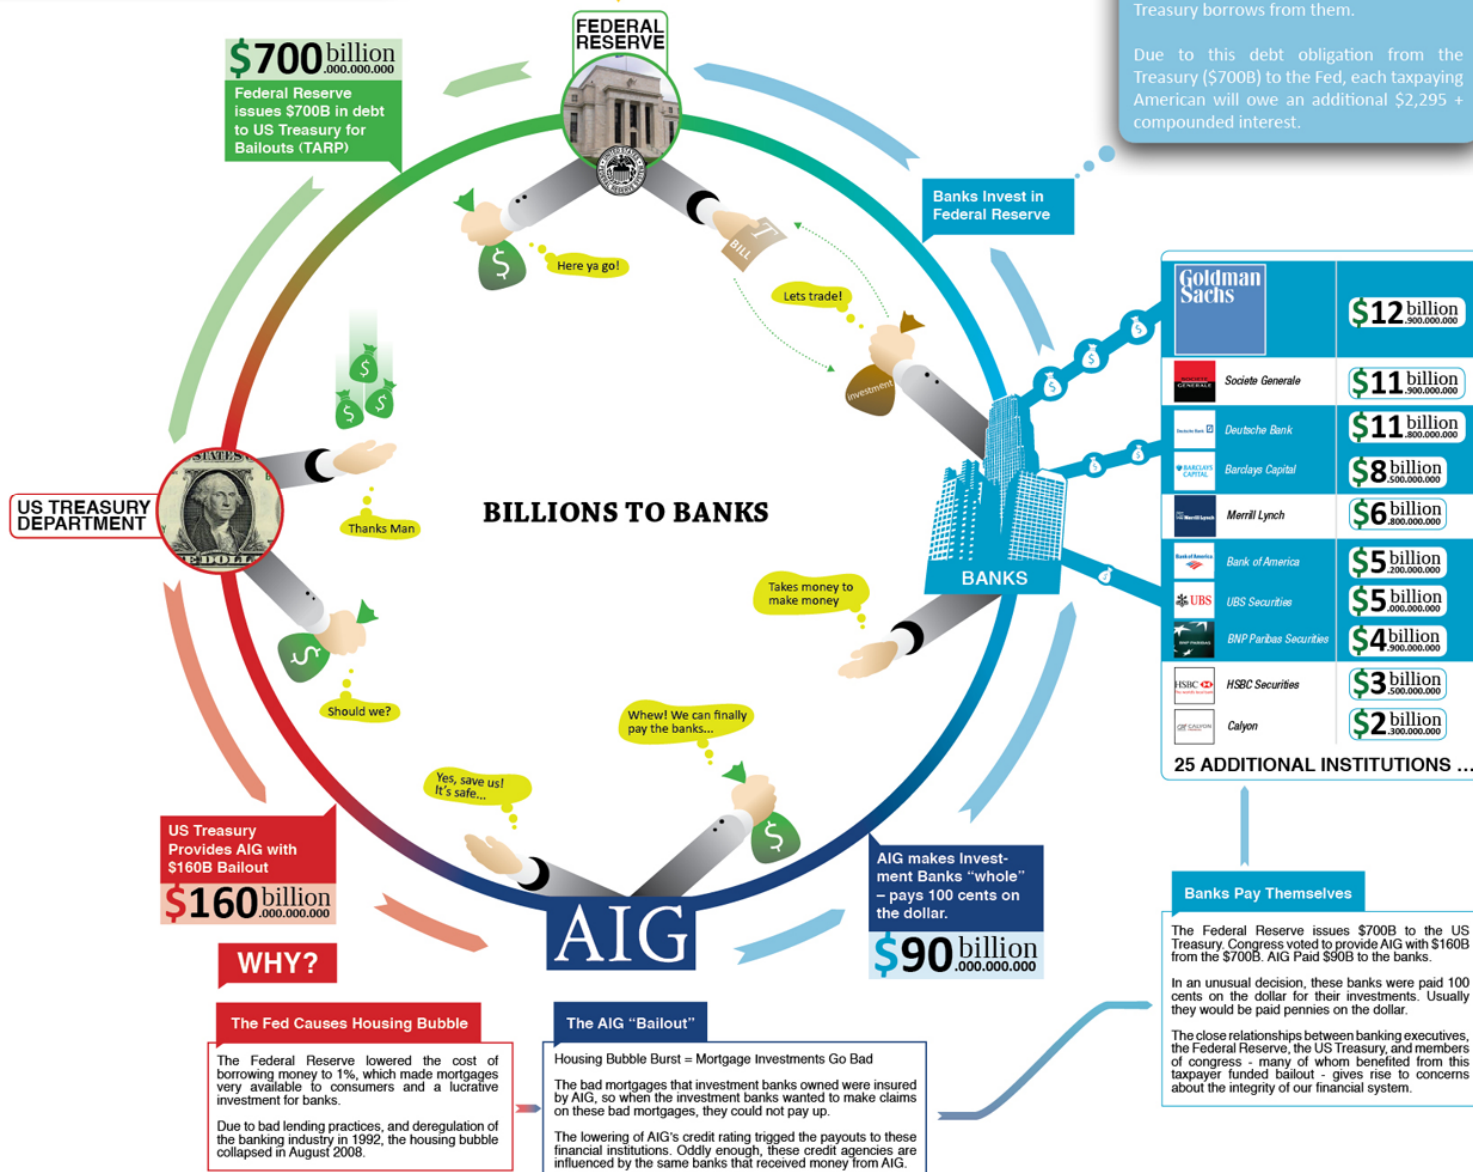 Treasury borrows from them.
Due to this debt obligation from the
Treasury ($700B) to the Fed, each taxpaying
American will owe an additional $2,295 +
compounded interest.
FEDERAL
RESERVE
$700 billion
.000.000.000
Federal Reserve
issues $700B in debt
to US Treasury for
Bailouts (TARP)
Banks Invest in
Federal Reserve
T
BILL
Here ya go!
Lets trade!
investment
$
$
$
$
STATES
E DOLL
US TREASURY
DEPARTMENT
Thanks Man
BILLIONS TO BANKS
BANKS
Takes money to
make money
$
Should we?
Whew! We can finally
pay the banks...
Yes, save us!
It's safe...
$
US Treasury
Provides AIG with
$160B Bailout
$160 billion
.000.000.000
AIG
AIG makes Invest-
ment Banks “whole”
– pays 100 cents on
the dollar.
$90 billion
.000.000.000
Goldman
Sachs
$12 billion
.900.000.000
SOCIETE
GENERALE
Societe Generale
$11 billion
.900.000.000
Deutsche Bank
Deutsche Bank
$11 billion
.800.000.000
BARCLAYS
CAPITAL
Barclays Capital
$8 billion
.500.000.000
Merrill Lynch
Merrill Lynch
$6 billion
.800.000.000
Bank of America
Bank of America
$5 billion
.200.000.000
UBS
UBS Securities
$5 billion
.000.000.000
BNP PARIBAS
BNP Paribas Securities
$4 billion
.900.000.000
HSBC
HSBC Securities
$3 billion
.500.000.000
CALYON
Calyon
$2 billion
.300.000.000
25 ADDITIONAL INSTITUTIONS ...
WHY?
The Fed Causes Housing Bubble
The Federal Reserve lowered the cost of
borrowing money to 1%, which made mortgages
very available to consumers and a lucrative
investment for banks.
Due to bad lending practices, and deregulation of
the banking industry in 1992, the housing bubble
collapsed in August 2008.
The AIG “Bailout”
Housing Bubble Burst = Mortgage Investments Go Bad
The bad mortgages that investment banks owned were insured
by AIG, so when the investment banks wanted to make claims
on these bad mortgages, they could not pay up.
The lowering of AIG's credit rating trigged the payouts to these
financial institutions. Oddly enough, these credit agencies are
influenced by the same banks that received money from AIG.
Banks Pay Themselves
The Federal Reserve issues $700B to the US
Treasury. Congress voted to provide AIG with $160B
from the $700B. AIG Paid $90B to the banks.
In an unusual decision, these banks were paid 100
cents on the dollar for their investments. Usually
they would be paid pennies on the dollar.
The close relationships between banking executives,
the Federal Reserve, the US Treasury, and members
of congress - many of whom benefited from this
taxpayer funded bailout - gives rise to concerns
about the integrity of our financial system.